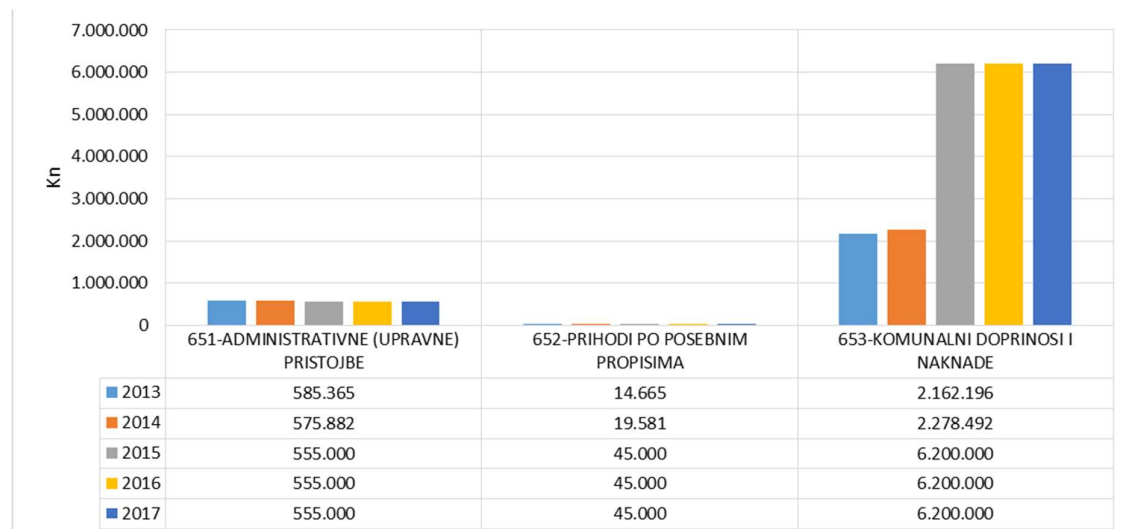 7.000.000
6.000.000
5.000.000
4.000.000
3.000.000
2.000.000
1.000.000
0
Kn
651-ADMINISTRATIVNE (UPRAVNE) PRISTOJBE
652-PRIHODI PO POSEBNIM PROPISIMA
653-KOMUNALNI DOPRINOSI I NAKNADE
2013 585.365 14.665 2.162.196
2014 575.882 19.581 2.278.492
2015 555.000 45.000 6.200.000
2016 555.000 45.000 6.200.000
2017 555.000 45.000 6.200.000